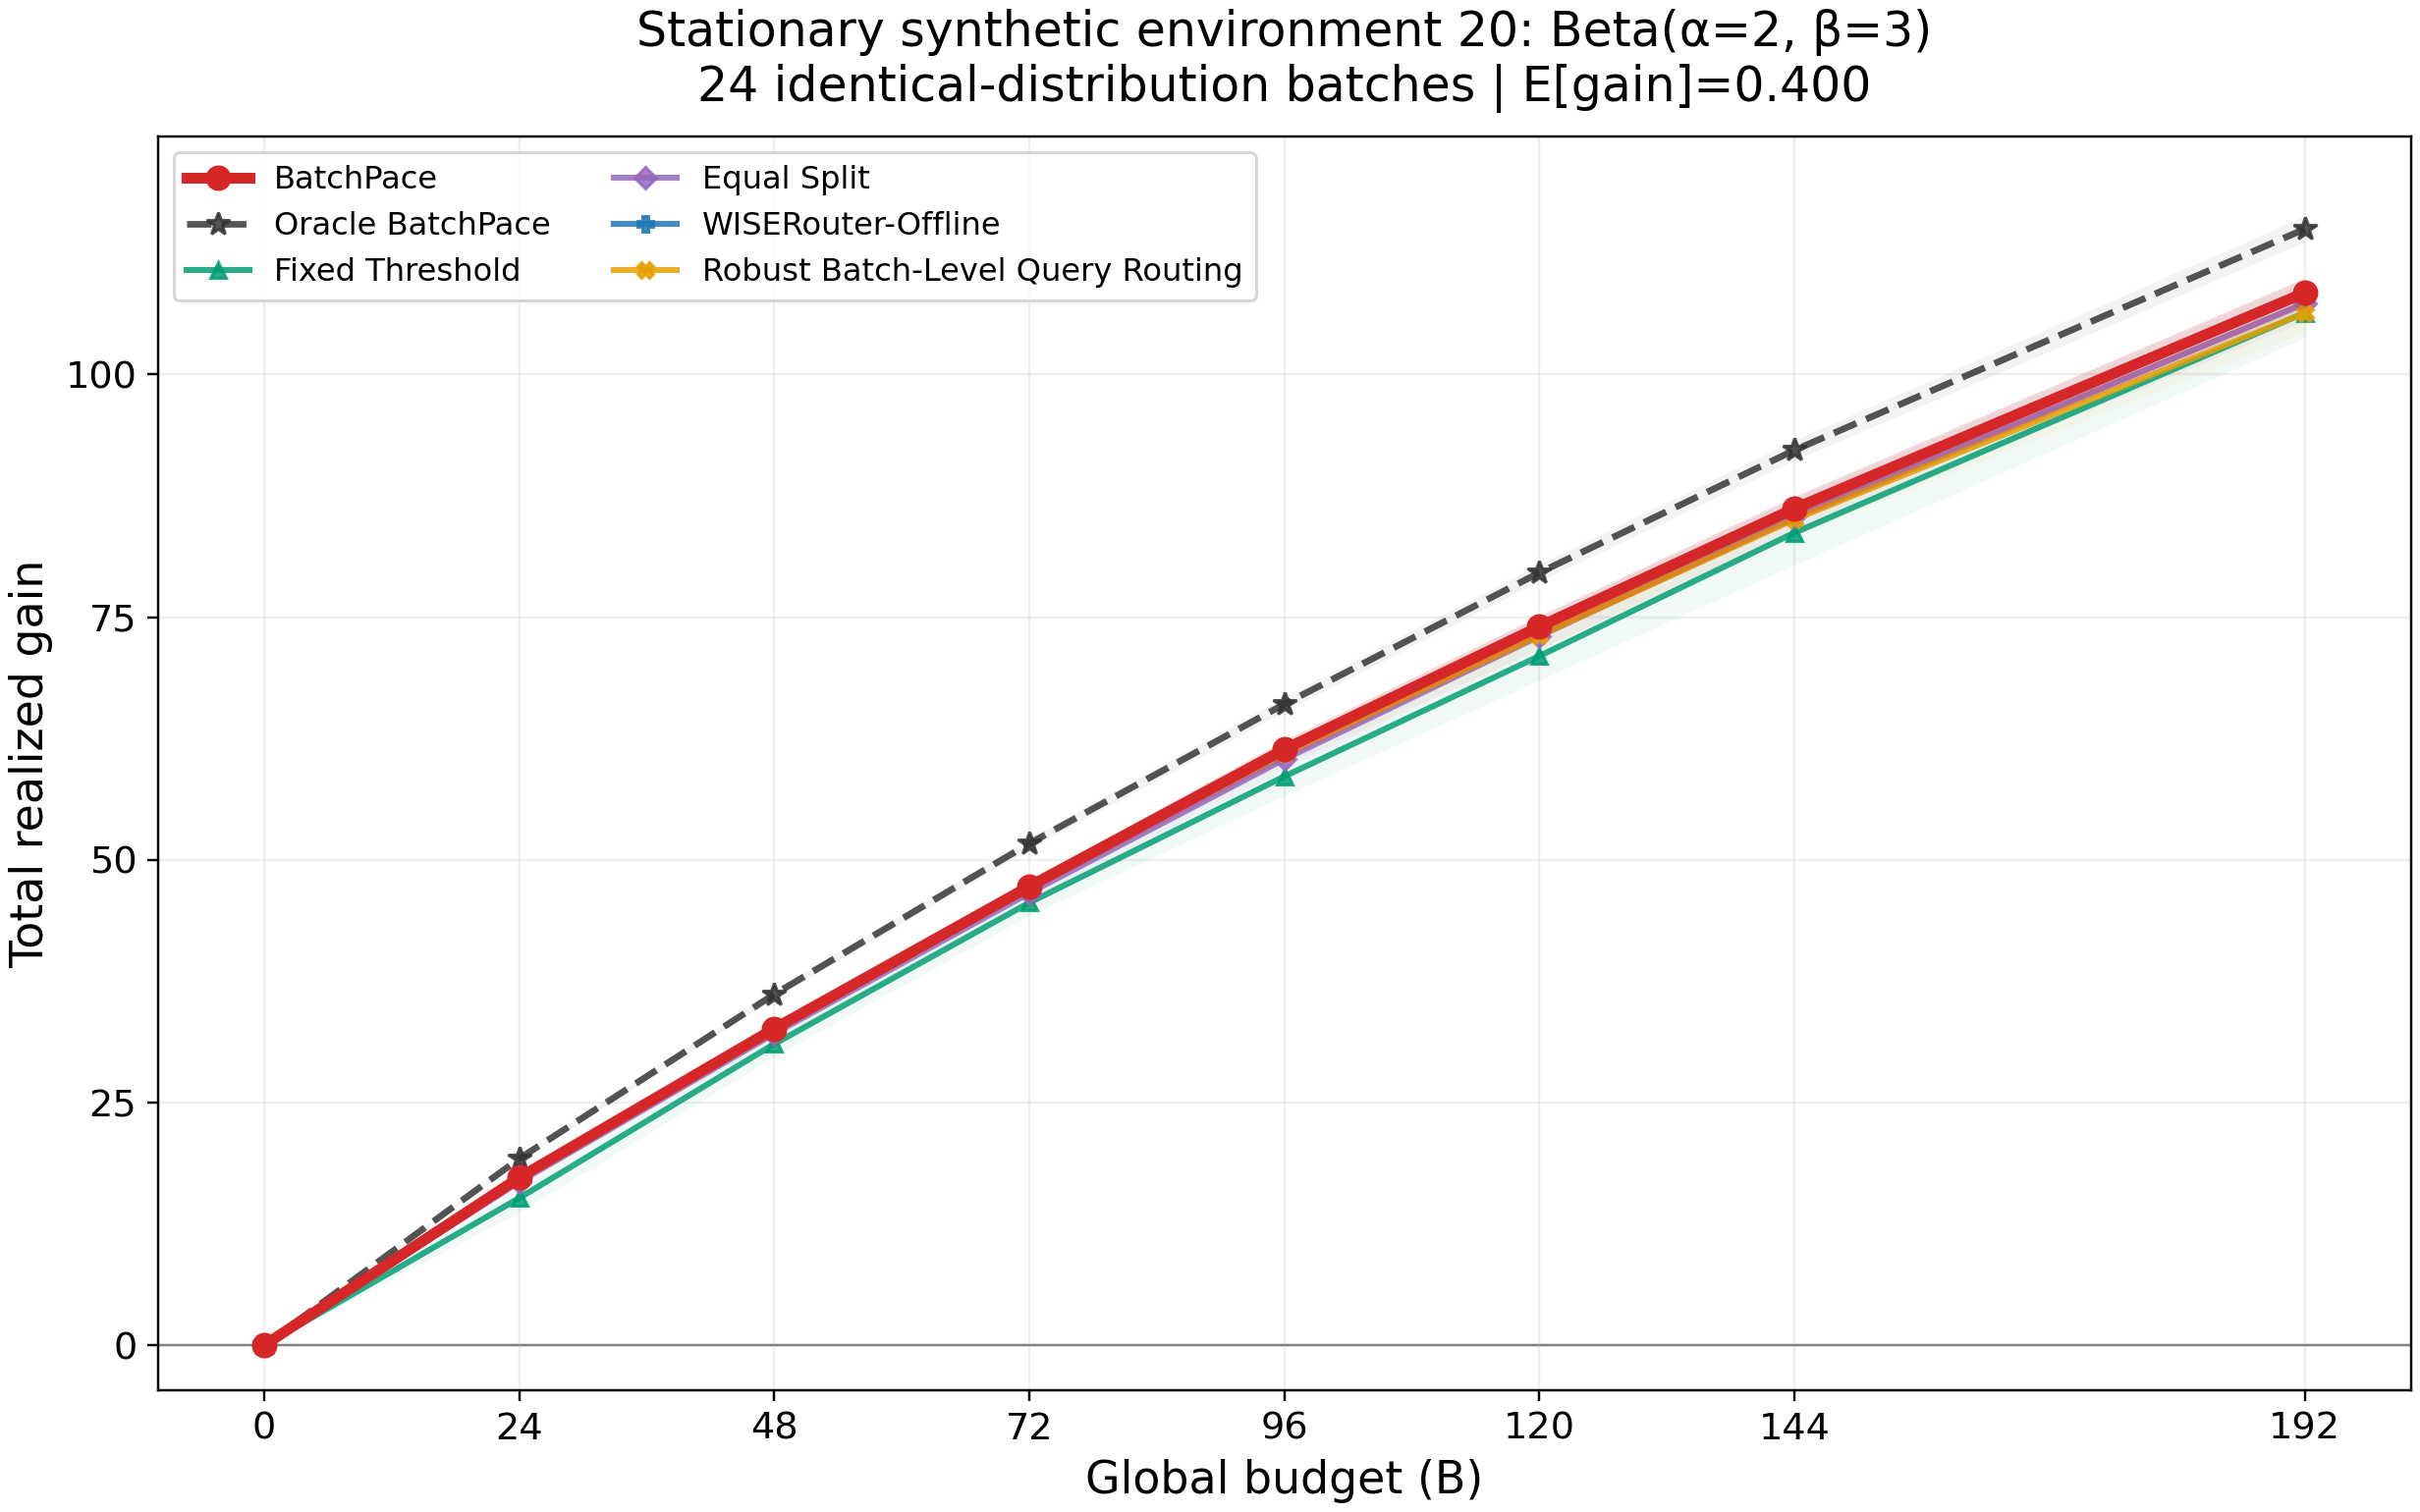 Stationary synthetic environment 20: Beta(α=2, β=3)
24 identical-distribution batches | E[gain]=0.400
BatchPace
Oracle BatchPace
Fixed Threshold
Equal Split
WISERouter-Offline
Robust Batch-Level Query Routing
Total realized gain
100
75
50
25
0
0 24 48 72 96 120 144 192
Global budget (B)